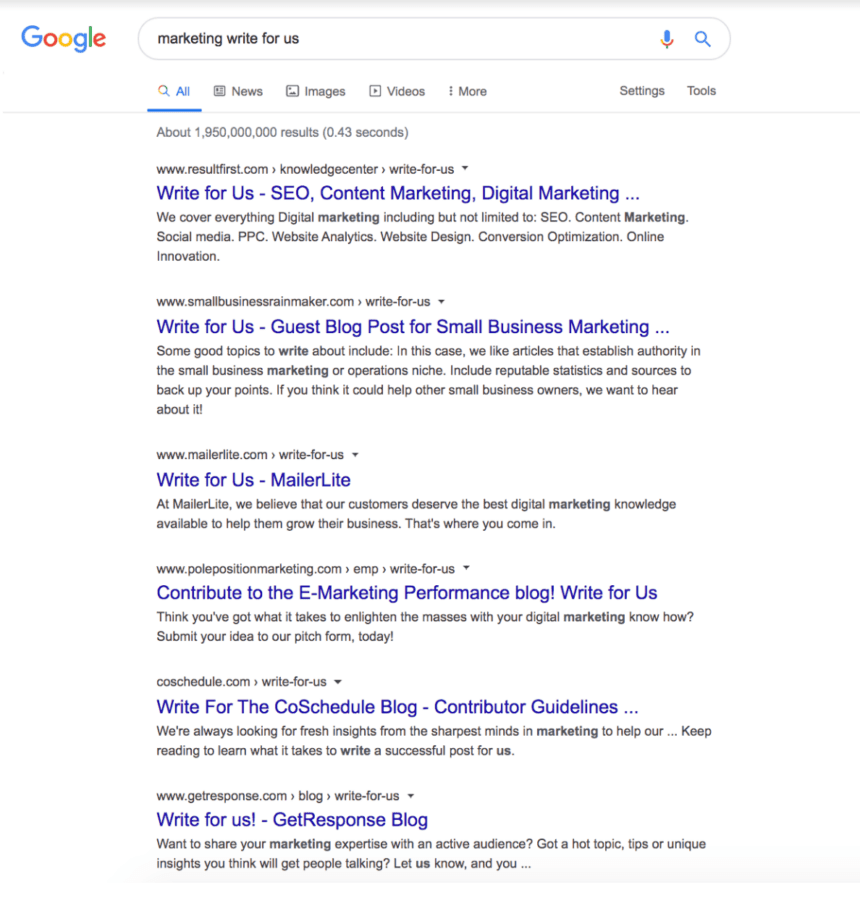 Google
marketing write for us
All News Images Videos More Settings Tools
About 1,950,000,000 results (0.43 seconds)
www.resultfirst.com › knowledgecenter › write-for-us
Write for Us - SEO, Content Marketing, Digital Marketing ...
We cover everything Digital marketing including but not limited to: SEO. Content Marketing.
Social media. PPC. Website Analytics. Website Design. Conversion Optimization. Online
Innovation.
www.smallbusinessrainmaker.com › write-for-us
Write for Us - Guest Blog Post for Small Business Marketing ...
Some good topics to write about include: In this case, we like articles that establish authority in
the small business marketing or operations niche. Include reputable statistics and sources to
back up your points. If you think it could help other small business owners, we want to hear
about it!
www.mailerlite.com › write-for-us
Write for Us - MailerLite
At MailerLite, we believe that our customers deserve the best digital marketing knowledge
available to help them grow their business. That's where you come in.
www.polepositionmarketing.com › emp › write-for-us
Contribute to the E-Marketing Performance blog! Write for Us
Think you've got what it takes to enlighten the masses with your digital marketing know how?
Submit your idea to our pitch form, today!
coschedule.com › write-for-us
Write For The CoSchedule Blog - Contributor Guidelines ...
We're always looking for fresh insights from the sharpest minds in marketing to help our ... Keep
reading to learn what it takes to write a successful post for us.
www.getresponse.com › blog › write-for-us
Write for us! - GetResponse Blog
Want to share your marketing expertise with an active audience? Got a hot topic, tips or unique
insights you think will get people talking? Let us know, and you ...